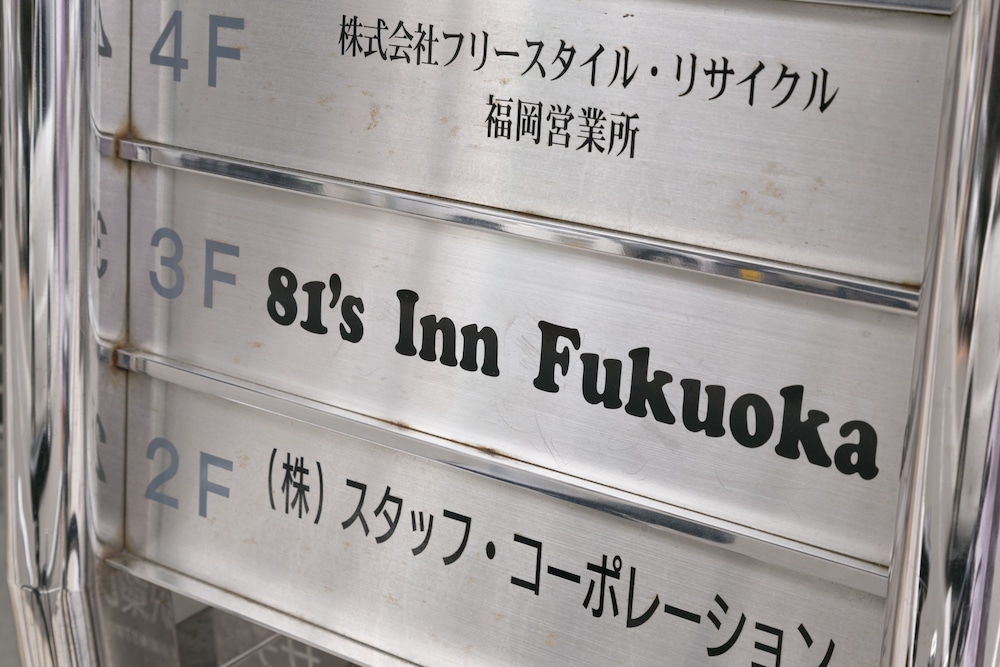 4F 株式会社フリースタイル・リサイクル
福岡営業所
3F 81's Inn Fukuoka
2F (株)スタッフ・コーポレーション